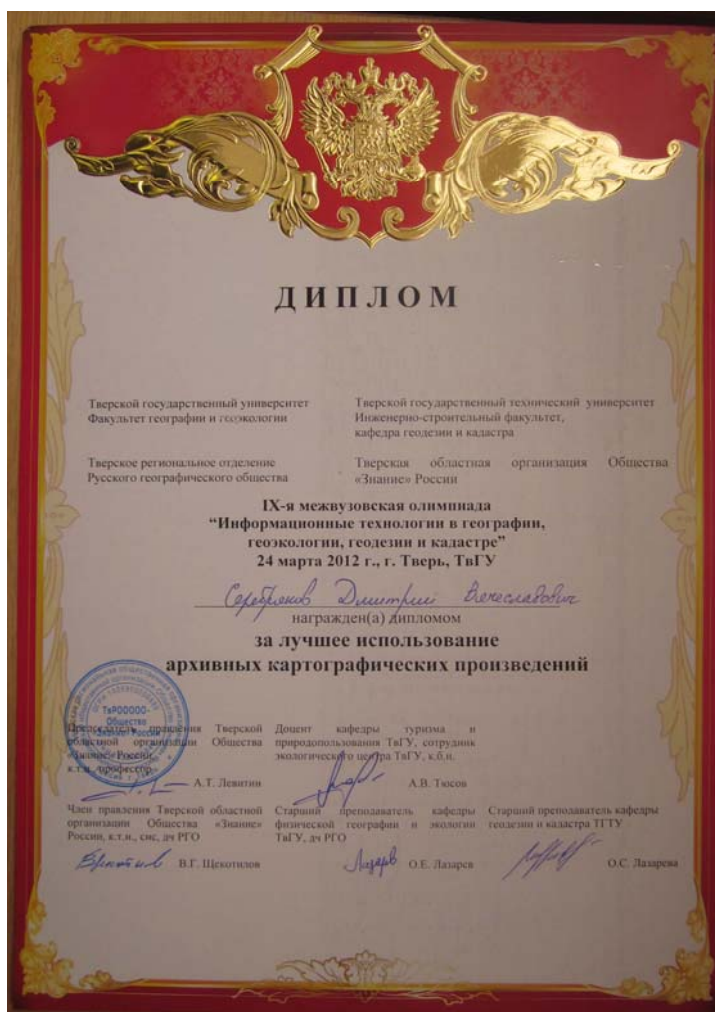 ДИПЛОМ
Тверской государственный университет
Факультет географии и геоэкологии
Тверской государственный технический университет
Инженерно-строительный факультет,
кафедра геодезии и кадастра
Тверское региональное отделение
Русского географического общества
Тверская областная организация Общества
«Знание» России
IX-я межвузовская олимпиада
“Информационные технологии в географии,
геоэкологии, геодезии и кадастре”
24 марта 2012 г., г. Тверь, ТвГУ
Серебряков Дмитрий Вячеславович
награжден(а) дипломом
за лучшее использование
архивных картографических произведений
ТвРООООО-
Общество
«Знание» России
Председатель правления Тверской
областной организации Общества
«Знание» России,
к.т.н., профессор
А.Т. Левитин
Доцент кафедры туризма и
природопользования ТвГУ, сотрудник
экологического центра ТвГУ, к.б.н.
А.В. Тюсов
Член правления Тверской областной
организации Общества «Знание»
России, к.т.н., снс, дч РГО
В.Г. Щекотилов
Старший преподаватель кафедры
физической географии и экологии
ТвГУ, дч РГО
О.Е. Лазарев
Старший преподаватель кафедры
геодезии и кадастра ТГТУ
О.С. Лазарева